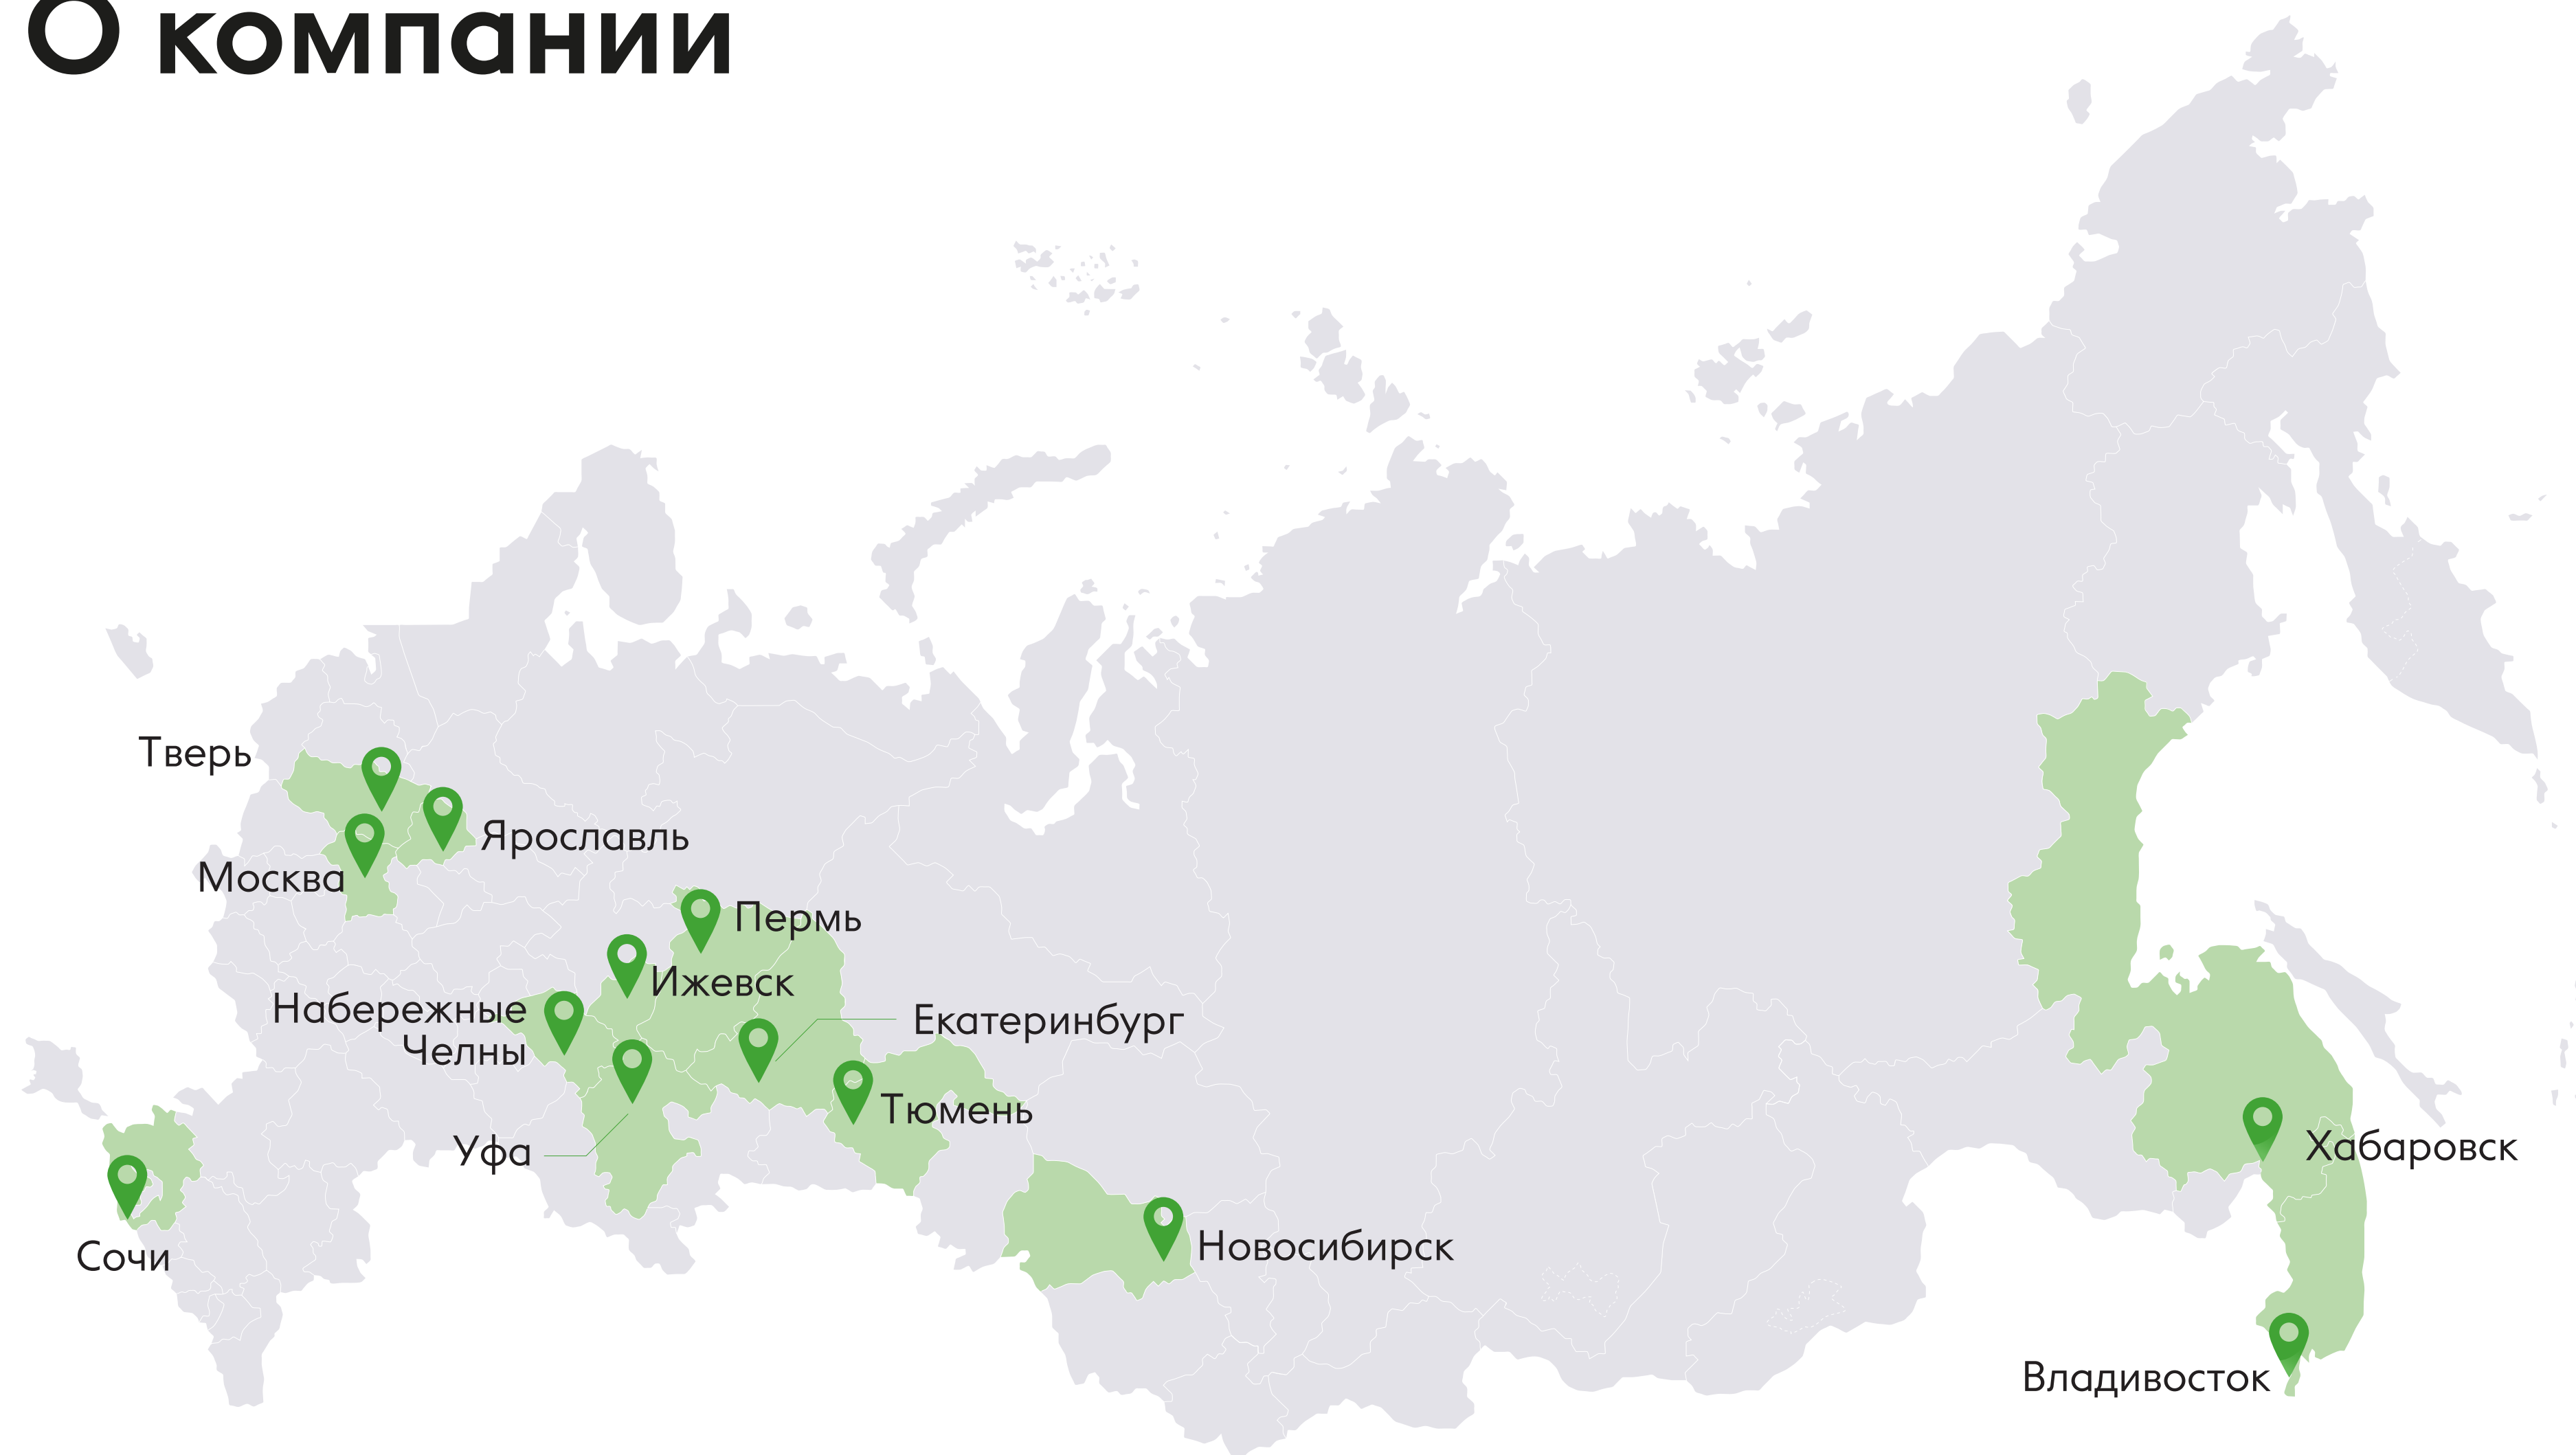 О компании
Тверь
Ярославль
Москва
Пермь
Ижевск
Набережные
Челны
Екатеринбург
Тюмень
Уфа
Хабаровск
Сочи
Новосибирск
Владивосток